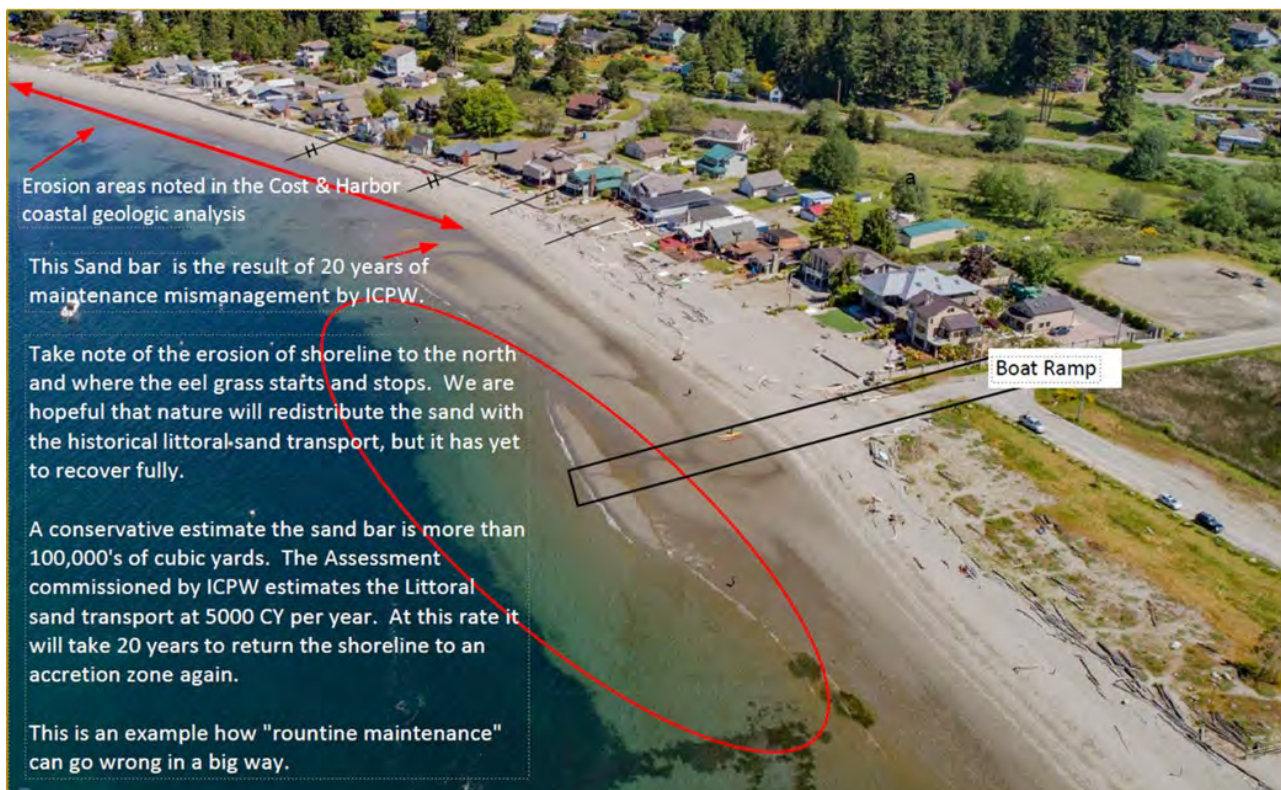 Erosion areas noted in the Cost & Harbor
coastal geologic analysis
This Sand bar is the result of 20 years of
maintenance mismanagement by ICPW.
Take note of the erosion of shoreline to the north
and where the eel grass starts and stops. We are
hopeful that nature will redistribute the sand with
the historical littoral sand transport, but it has yet
to recover fully.
A conservative estimate the sand bar is more than
100,000's of cubic yards. The Assessment
commissioned by ICPW estimates the Littoral
sand transport at 5000 CY per year. At this rate it
will take 20 years to return the shoreline to an
accretion zone again.
This is an example how "rountine maintenance"
can go wrong in a big way.
H
H
a
Boat Ramp